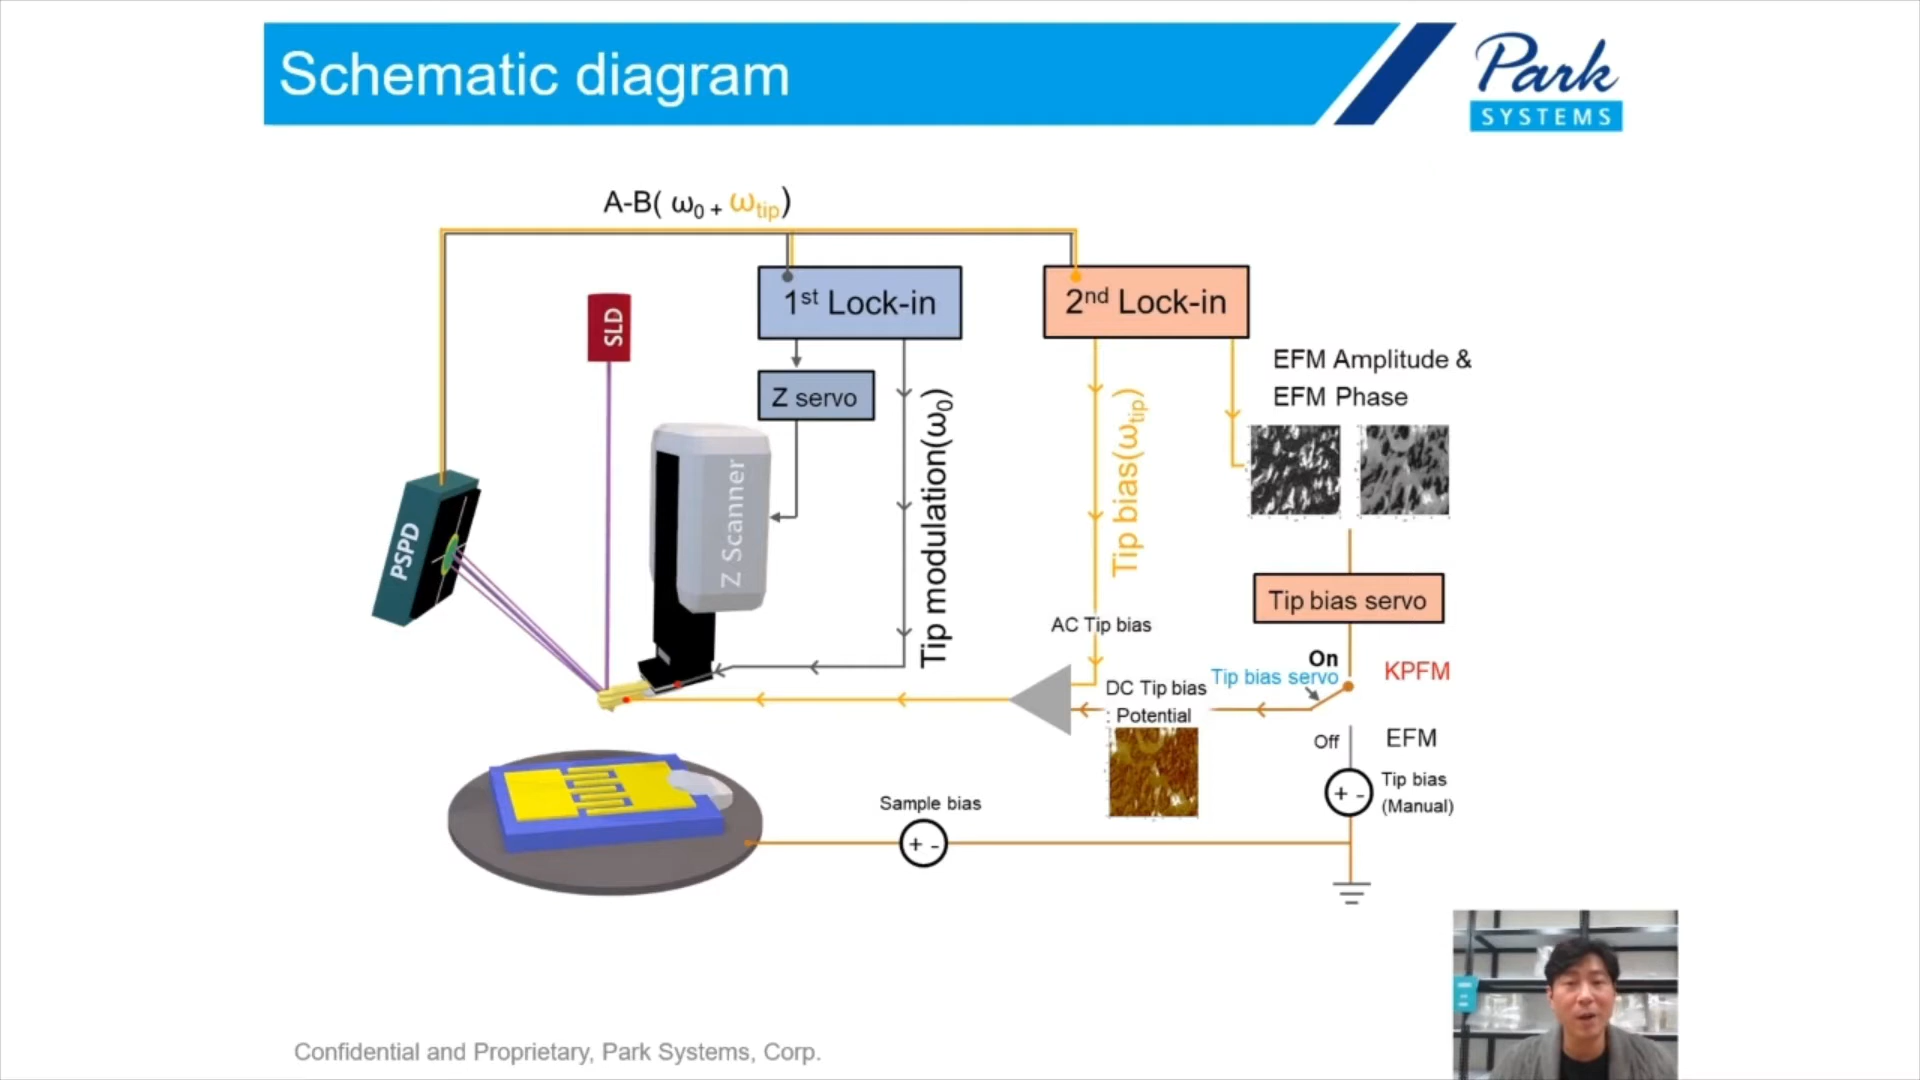 Schematic diagram
Park
SYSTEMS
A-B( ω0 + ωtip)
SLD
1st Lock-in
2nd Lock-in
Z servo
EFM Amplitude &
EFM Phase
PSPD
Z Scanner
Tip modulation(ω0)
Tip bias(ωtip)
Tip bias servo
AC Tip bias
On
Tip bias servo
KPFM
DC Tip bias
: Potential
Off
EFM
Tip bias
(Manual)
+ -
Sample bias
+ -
Confidential and Proprietary, Park Systems, Corp.